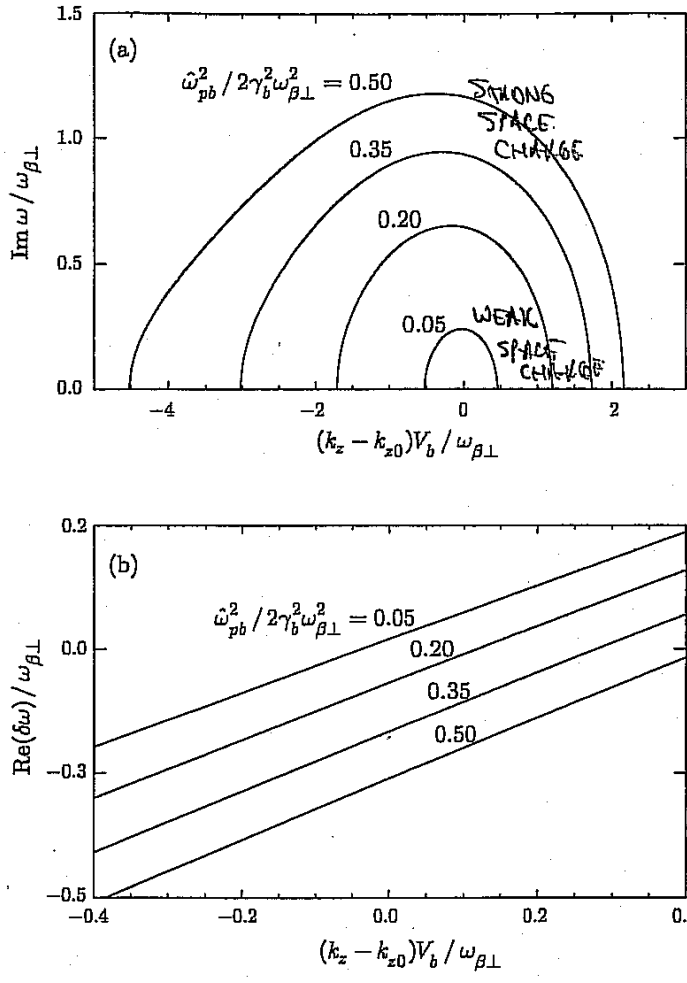 1.5
(a)
ω̂²_pb / 2γ²_b ω²_β⊥ = 0.50
STRONG
SPACE
CHARGE
1.0
0.35
Im ω / ω_β⊥
0.20
0.5
0.05
WEAK
SPACE
CHARGE
0.0
−4 −2 0 2
(k_z − k_z0)V_b / ω_β⊥
0.2
(b)
ω̂²_pb / 2γ²_b ω²_β⊥ = 0.05
0.0
0.20
0.35
Re(δω) / ω_β⊥
0.50
−0.3
−0.5
−0.4 −0.2 0.0 0.2 0.
(k_z − k_z0)V_b / ω_β⊥